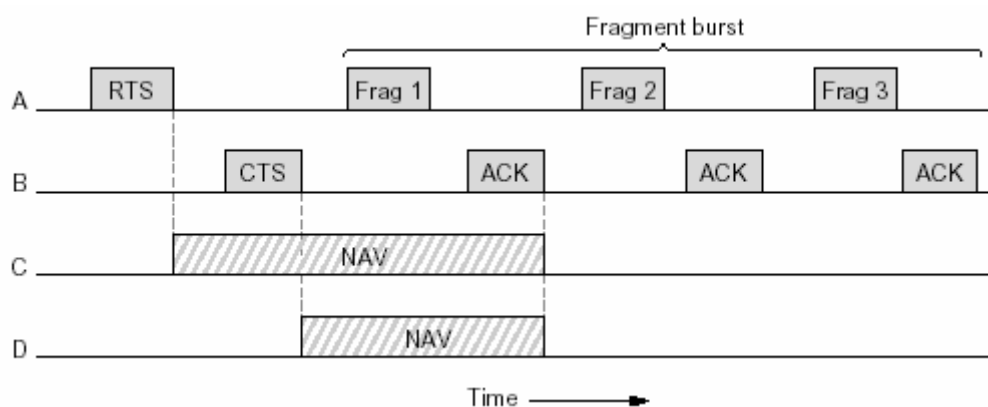 Fragment burst
A RTS Frag 1 Frag 2 Frag 3
B CTS ACK ACK ACK
C NAV
D NAV
Time